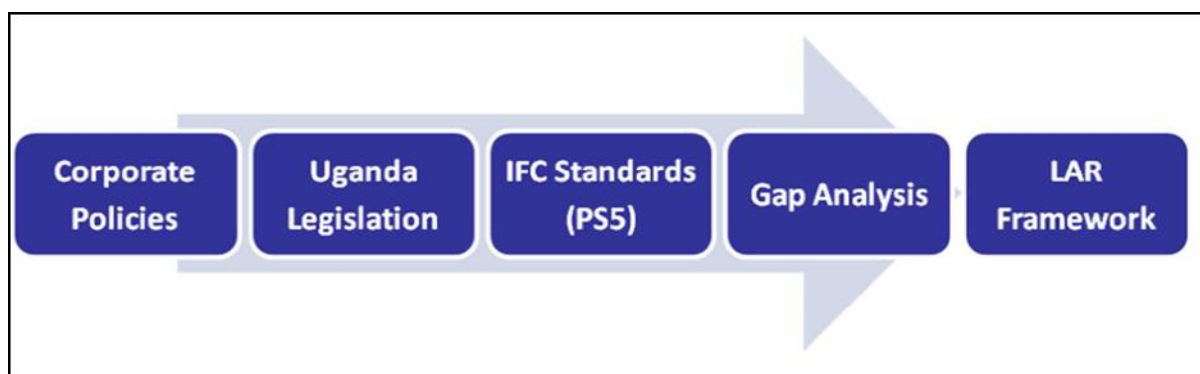 Corporate
Policies
Uganda
Legislation
IFC Standards
(PS5)
Gap Analysis
LAR
Framework